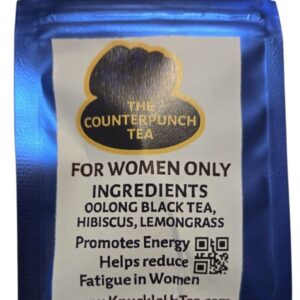 THE
COUNTERPUNCH
TEA
FOR WOMEN ONLY
INGREDIENTS
OOLONG BLACK TEA,
HIBISCUS, LEMONGRASS
Promotes Energy
Helps reduce
Fatigue in Women